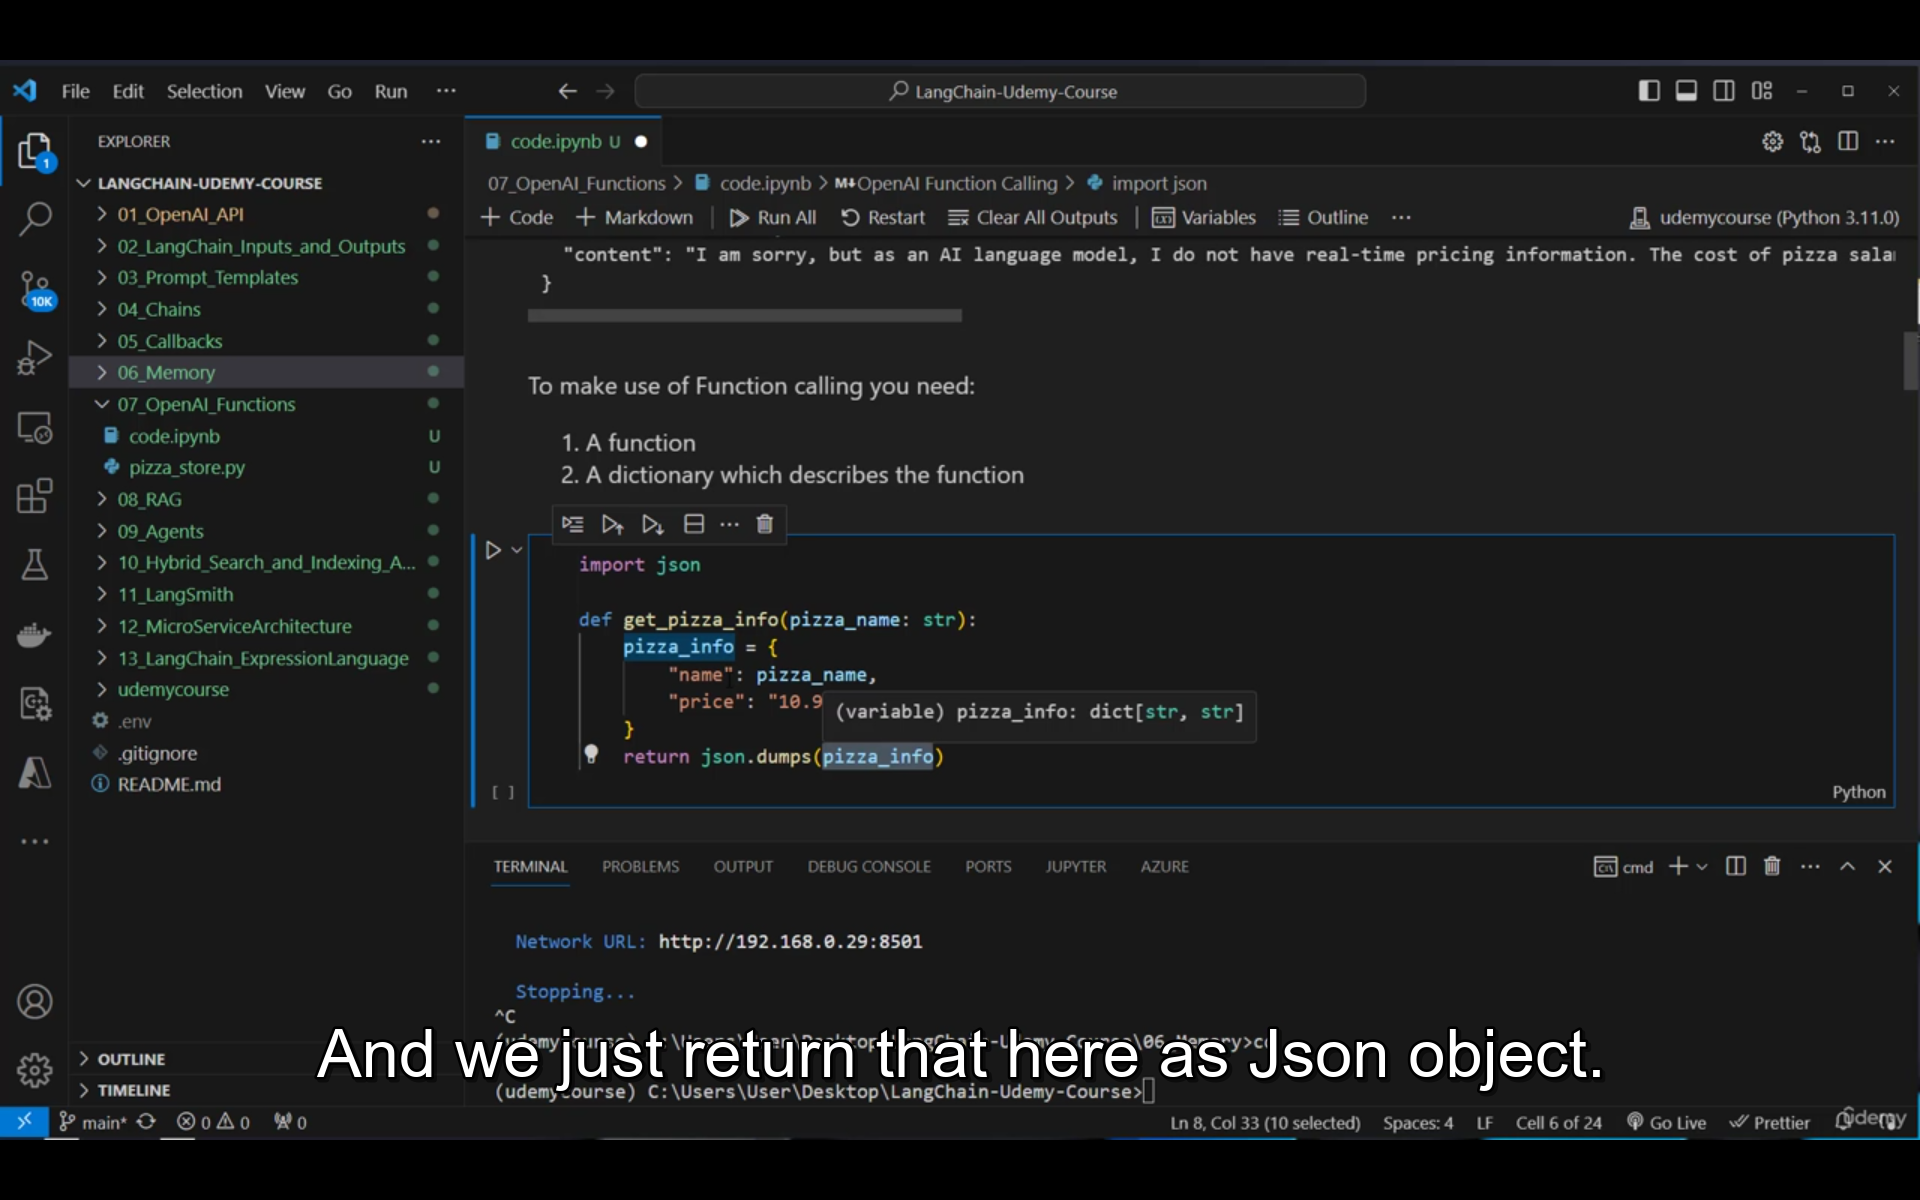 File Edit Selection View Go Run ···
LangChain-Udemy-Course
EXPLORER
LANGCHAIN-UDEMY-COURSE
01_OpenAI_API
02_LangChain_Inputs_and_Outputs
03_Prompt_Templates
04_Chains
05_Callbacks
06_Memory
07_OpenAI_Functions
code.ipynb U
pizza_store.py U
08_RAG
09_Agents
10_Hybrid_Search_and_Indexing_A...
11_LangSmith
12_MicroServiceArchitecture
13_LangChain_ExpressionLanguage
udemycourse
.env
.gitignore
README.md
OUTLINE
TIMELINE
1
10K
code.ipynb U
07_OpenAI_Functions > code.ipynb > M↓OpenAI Function Calling > import json
+ Code + Markdown Run All Restart Clear All Outputs Variables Outline ··· udemycourse (Python 3.11.0)
"content": "I am sorry, but as an AI language model, I do not have real-time pricing information. The cost of pizza sala
}
To make use of Function calling you need:
1. A function
2. A dictionary which describes the function
import json
def get_pizza_info(pizza_name: str):
pizza_info = {
"name": pizza_name,
"price": "10.9
(variable) pizza_info: dict[str, str]
}
return json.dumps(pizza_info)
[ ]
Python
TERMINAL PROBLEMS OUTPUT DEBUG CONSOLE PORTS JUPYTER AZURE
cmd
Network URL: http://192.168.0.29:8501
Stopping...
^C
(udemycourse) C:\Users\User\Desktop\LangChain-Udemy-Course\06_Memory>cd
And we just return that here as Json object.
(udemycourse) C:\Users\User\Desktop\LangChain-Udemy-Course>
main* 0 0 0
Ln 8, Col 33 (10 selected) Spaces: 4 LF Cell 6 of 24 Go Live Prettier
udemy